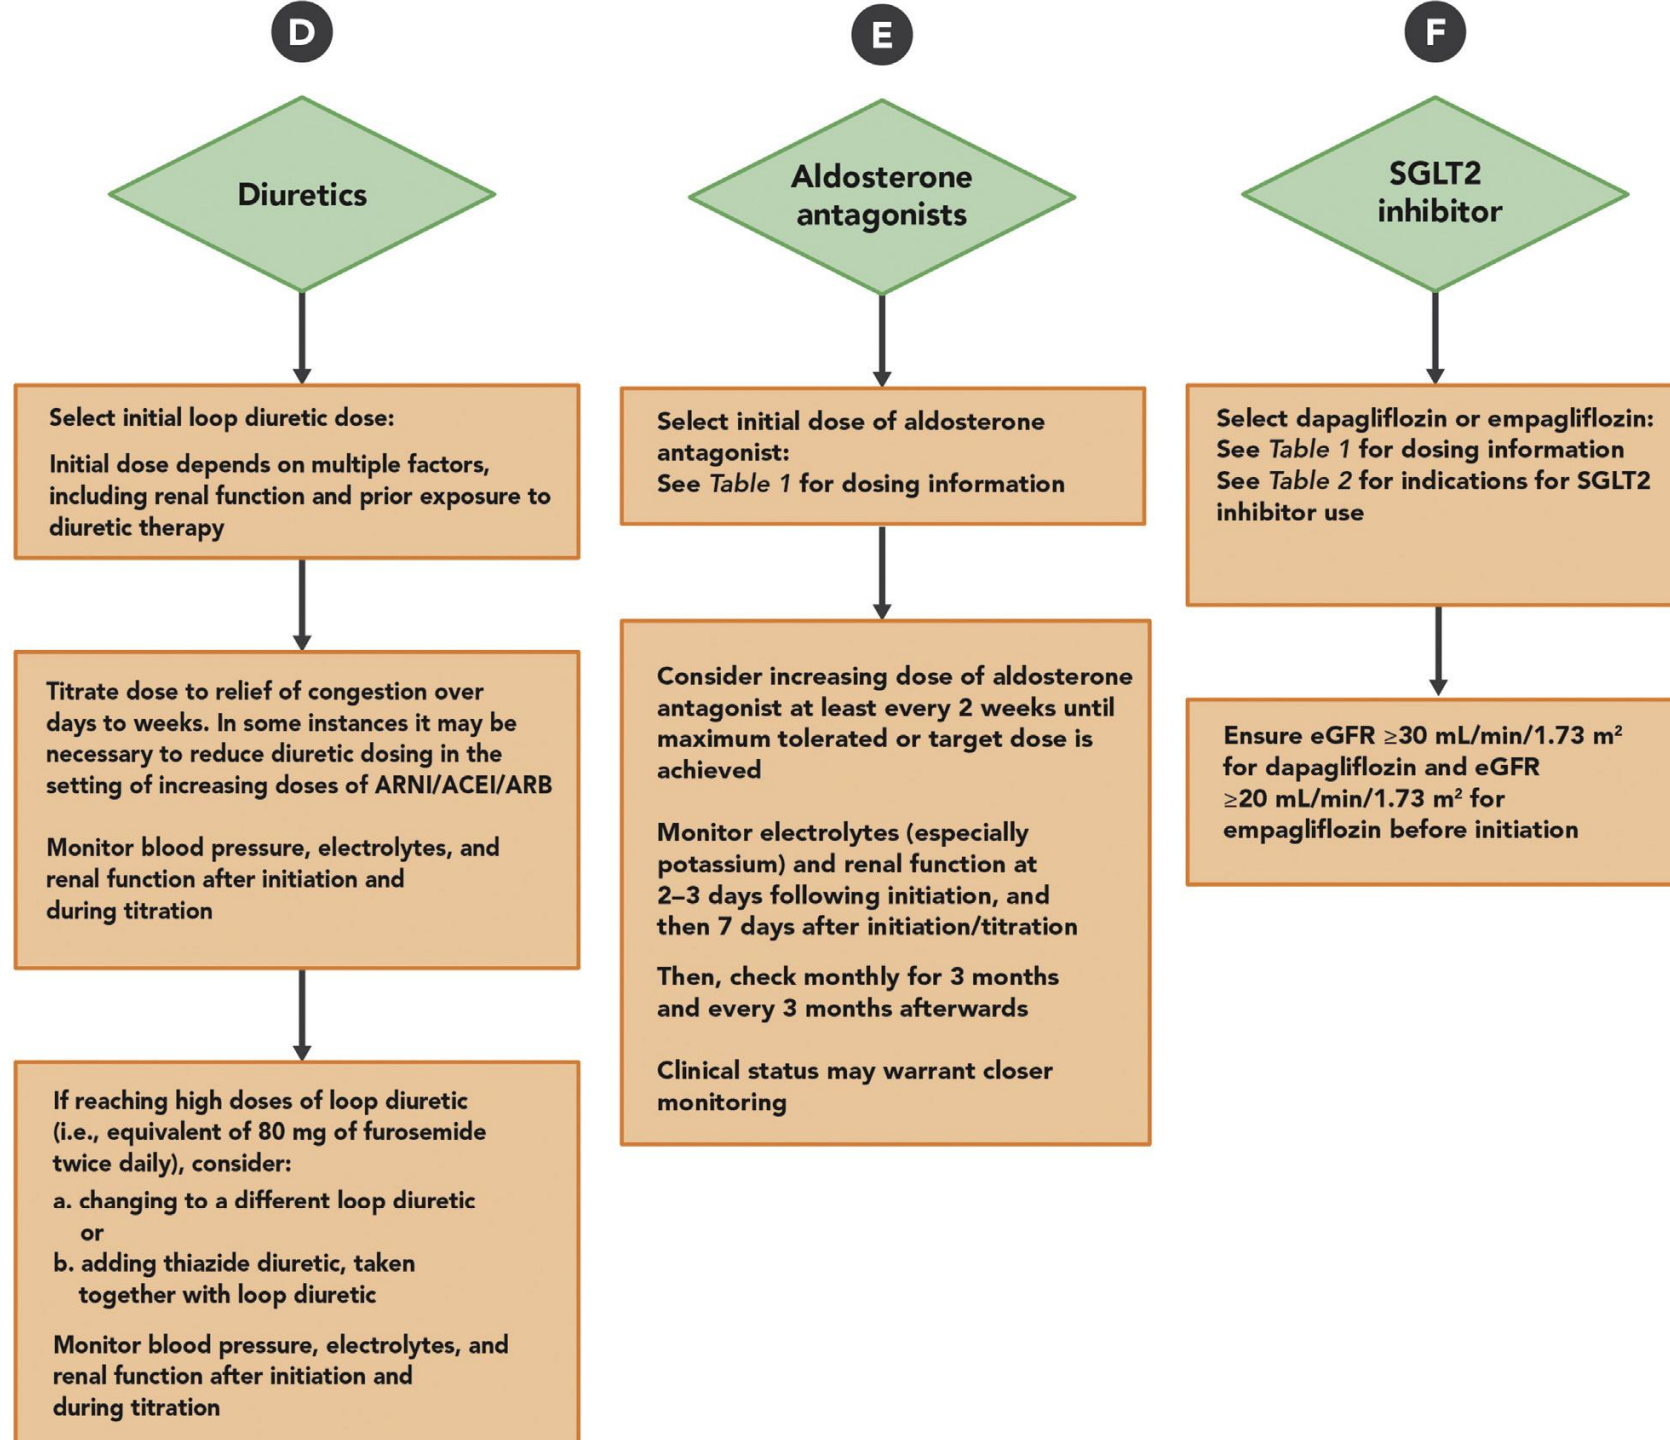 D
Diuretics
Select initial loop diuretic dose:
Initial dose depends on multiple factors,
including renal function and prior exposure to
diuretic therapy
Titrate dose to relief of congestion over
days to weeks. In some instances it may be
necessary to reduce diuretic dosing in the
setting of increasing doses of ARNI/ACEI/ARB
Monitor blood pressure, electrolytes, and
renal function after initiation and
during titration
If reaching high doses of loop diuretic
(i.e., equivalent of 80 mg of furosemide
twice daily), consider:
a. changing to a different loop diuretic
or
b. adding thiazide diuretic, taken
together with loop diuretic
Monitor blood pressure, electrolytes, and
renal function after initiation and
during titration
E
Aldosterone
antagonists
Select initial dose of aldosterone
antagonist:
See Table 1 for dosing information
Consider increasing dose of aldosterone
antagonist at least every 2 weeks until
maximum tolerated or target dose is
achieved
Monitor electrolytes (especially
potassium) and renal function at
2–3 days following initiation, and
then 7 days after initiation/titration
Then, check monthly for 3 months
and every 3 months afterwards
Clinical status may warrant closer
monitoring
F
SGLT2
inhibitor
Select dapagliflozin or empagliflozin:
See Table 1 for dosing information
See Table 2 for indications for SGLT2
inhibitor use
Ensure eGFR ≥30 mL/min/1.73 m²
for dapagliflozin and eGFR
≥20 mL/min/1.73 m² for
empagliflozin before initiation